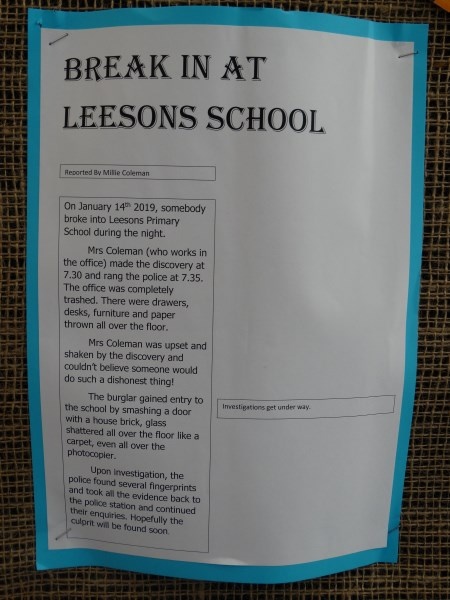 BREAK IN AT
LEESONS SCHOOL
Reported By Millie Coleman
On January 14th 2019, somebody
broke into Leesons Primary
School during the night.
Mrs Coleman (who works in
the office) made the discovery at
7.30 and rang the police at 7.35.
The office was completely
trashed. There were drawers,
desks, furniture and paper
thrown all over the floor.
Mrs Coleman was upset and
shaken by the discovery and
couldn't believe someone would
do such a dishonest thing!
The burglar gained entry to
the school by smashing a door
with a house brick, glass
shattered all over the floor like a
carpet, even all over the
photocopier.
Upon investigation, the
police found several fingerprints
and took all the evidence back to
the police station and continued
their enquiries. Hopefully the
culprit will be found soon.
Investigations get under way.